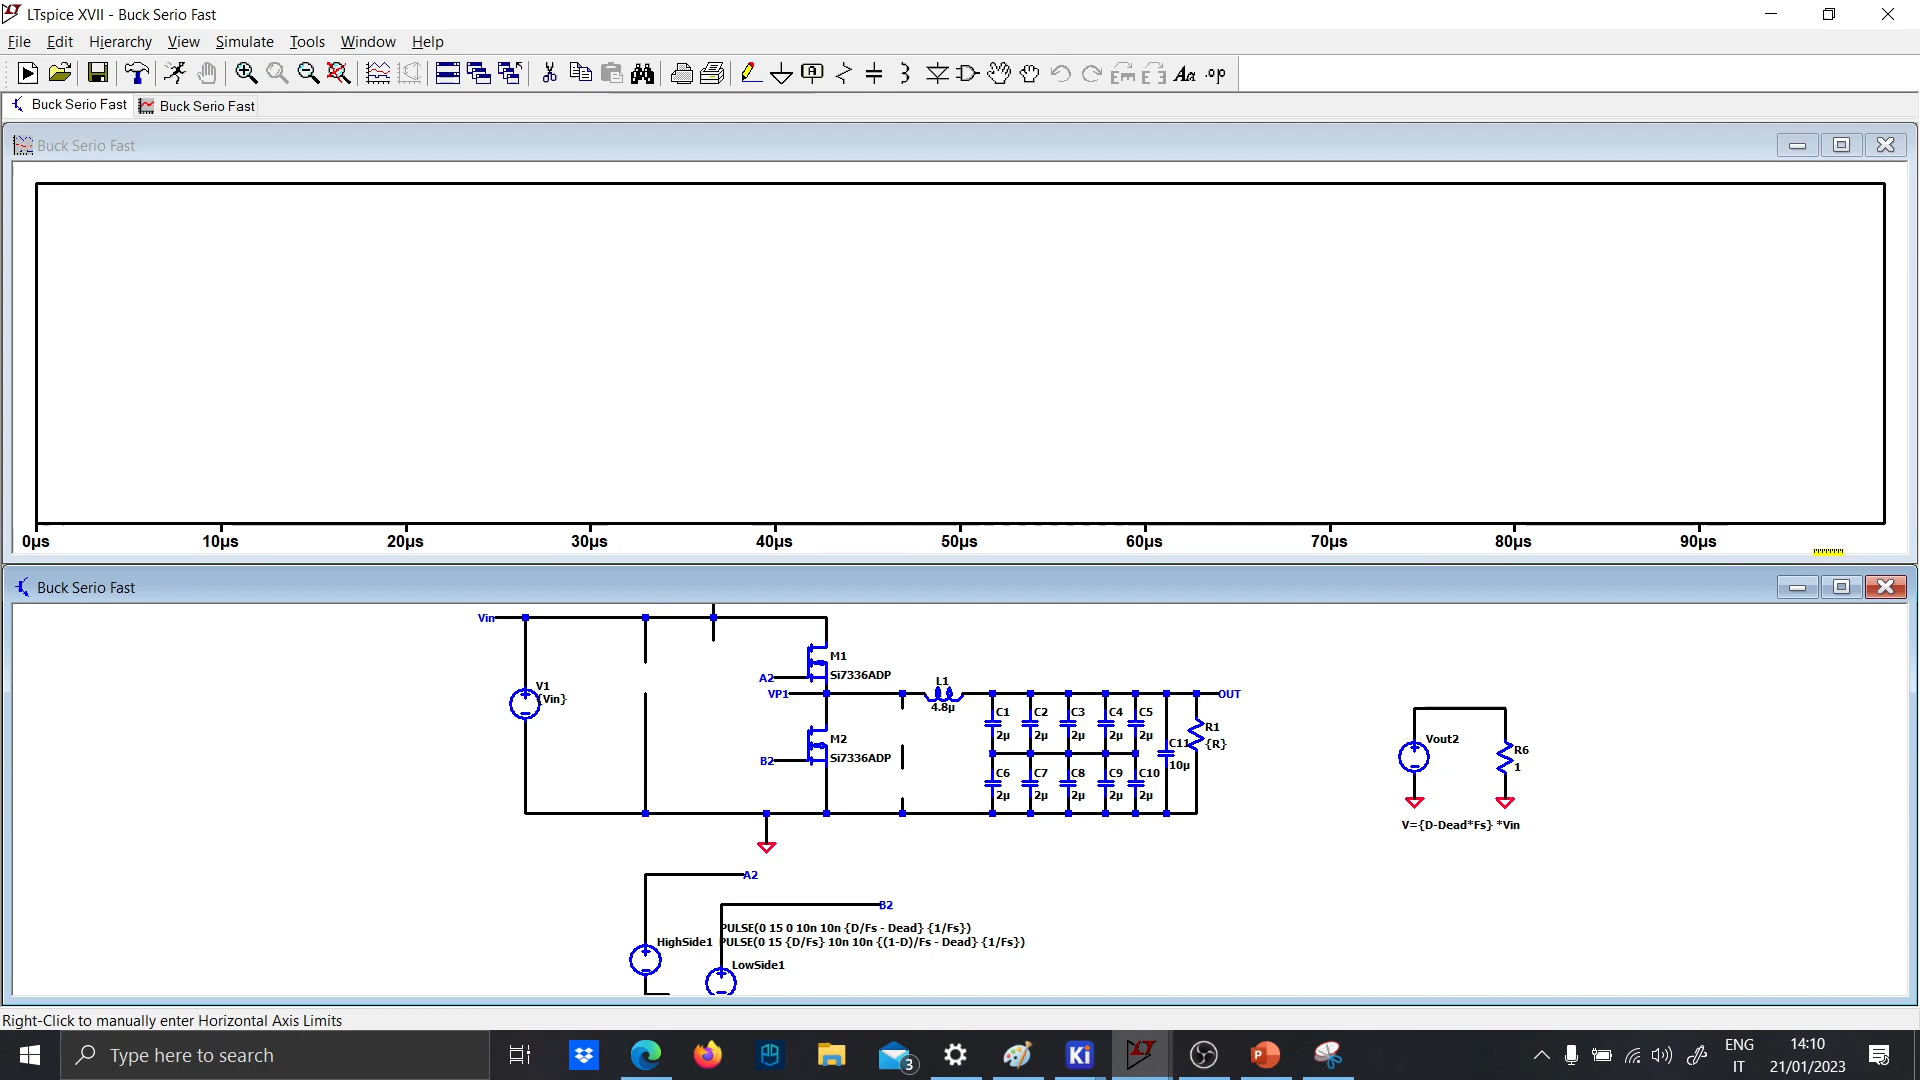 LTspice XVII - Buck Serio Fast
File Edit Hierarchy View Simulate Tools Window Help
Aa .op
Buck Serio Fast Buck Serio Fast
Buck Serio Fast
0µs 10µs 20µs 30µs 40µs 50µs 60µs 70µs 80µs 90µs
Buck Serio Fast
Vin
M1
Si7336ADP
A2
VP1
V1
{Vin}
L1
4.8µ
OUT
C1 C2 C3 C4 C5
2µ 2µ 2µ 2µ 2µ
R1
{R}
M2
Si7336ADP
B2
C11
10µ
C6 C7 C8 C9 C10
2µ 2µ 2µ 2µ 2µ
Vout2
R6
1
V={D-Dead*Fs} *Vin
A2
B2
PULSE(0 15 0 10n 10n {D/Fs - Dead} {1/Fs})
HighSide1 PULSE(0 15 {D/Fs} 10n 10n {(1-D)/Fs - Dead} {1/Fs})
LowSide1
Right-Click to manually enter Horizontal Axis Limits
Type here to search
3
Ki
P
ENG
IT
14:10
21/01/2023